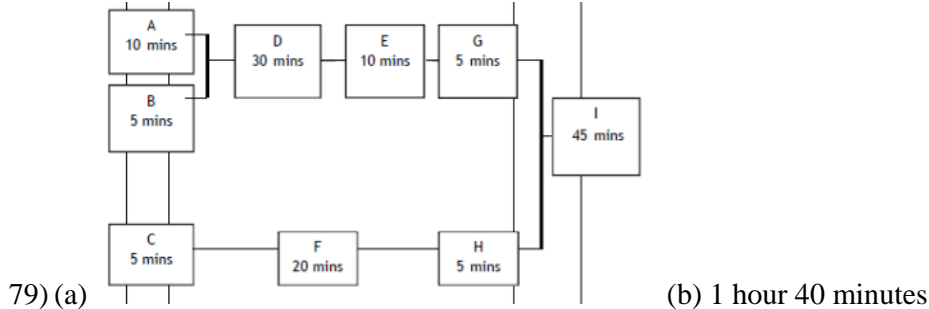 A
10 mins
B
5 mins
D
30 mins
E
10 mins
G
5 mins
I
45 mins
C
5 mins
F
20 mins
H
5 mins
79) (a)
(b) 1 hour 40 minutes